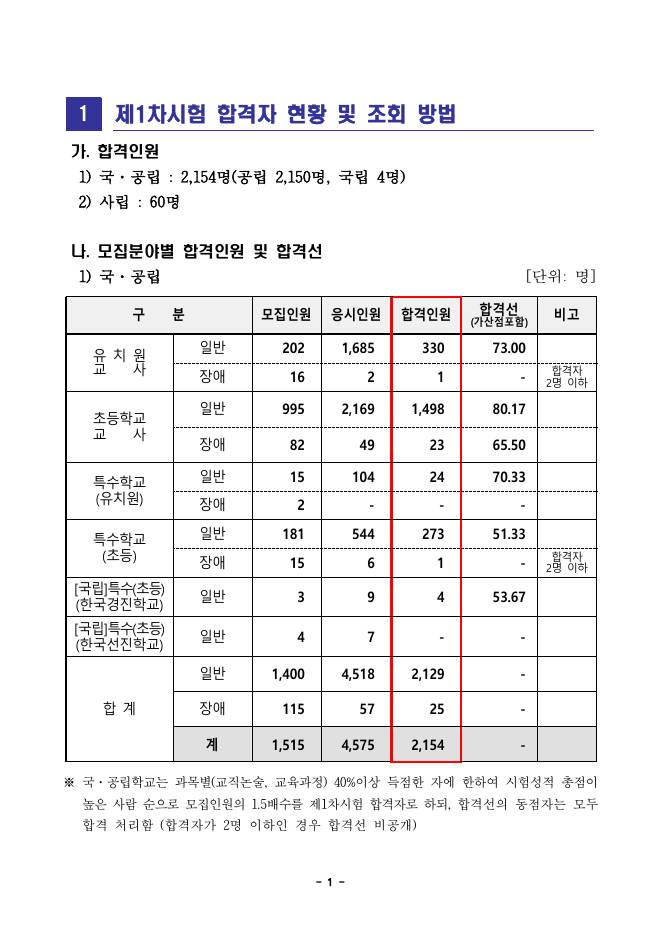 1 제1차시험 합격자 현황 및 조회 방법
가. 합격인원
1) 국·공립 : 2,154명(공립 2,150명, 국립 4명)
2) 사립 : 60명
나. 모집분야별 합격인원 및 합격선
1) 국·공립 [단위: 명]
구 분 모집인원 응시인원 합격인원 합격선 (가산점포함) 비고
유 치 원 교 사 일반 202 1,685 330 73.00
장애 16 2 1 - 합격자 2명 이하
초등학교 교 사 일반 995 2,169 1,498 80.17
장애 82 49 23 65.50
특수학교 (유치원) 일반 15 104 24 70.33
장애 2 - - -
특수학교 (초등) 일반 181 544 273 51.33
장애 15 6 1 - 합격자 2명 이하
[국립]특수(초등) (한국경진학교) 일반 3 9 4 53.67
[국립]특수(초등) (한국선진학교) 일반 4 7 - -
합 계 일반 1,400 4,518 2,129 -
장애 115 57 25 -
계 1,515 4,575 2,154 -
※ 국·공립학교는 과목별(교직논술, 교육과정) 40%이상 득점한 자에 한하여 시험성적 총점이
높은 사람 순으로 모집인원의 1.5배수를 제1차시험 합격자로 하되, 합격선의 동점자는 모두
합격 처리함 (합격자가 2명 이하인 경우 합격선 비공개)
- 1 -